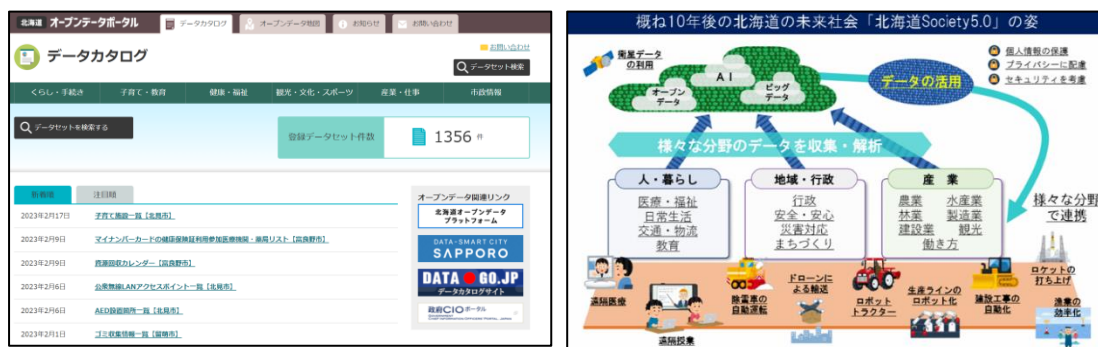 北海道 オープンデータポータル
データカタログ
オープンデータ地図
お知らせ
お問い合わせ
データカタログ
お問い合わせ
データセット検索
くらし・手続き
子育て・教育
健康・福祉
観光・文化・スポーツ
産業・仕事
市政情報
データセットを検索する
登録データセット件数
1356 件
新着順
注目順
2023年2月17日 子育て施設一覧【北見市】
2023年2月9日 マイナンバーカードの健康保険証利用参加医療機関・薬局リスト【富良野市】
2023年2月9日 資源回収カレンダー【富良野市】
2023年2月6日 公衆無線LANアクセスポイント一覧【北見市】
2023年2月6日 AED設置箇所一覧【北見市】
2023年2月1日 ゴミ収集情報一覧【留萌市】
オープンデータ関連リンク
北海道オープンデータ
プラットフォーム
DATA-SMART CITY
SAPPORO
DATA GO.JP
データカタログサイト
政府CIOポータル
概ね10年後の北海道の未来社会「北海道Society5.0」の姿
衛星データ
の利用
AI
オープン
データ
ビッグ
データ
データの活用
個人情報の保護
プライバシーに配慮
セキュリティを考慮
様々な分野のデータを収集・解析
人・暮らし
医療・福祉
日常生活
交通・物流
教育
地域・行政
行政
安全・安心
災害対応
まちづくり
産 業
農業 水産業
林業 製造業
建設業 観光
働き方
様々な分野
で連携
遠隔医療
遠隔授業
除雪車の
自動運転
ドローンに
よる輸送
ロボット
トラクター
生産ラインの
ロボット化
建設工事の
自動化
ロケットの
打ち上げ
漁業の
効率化